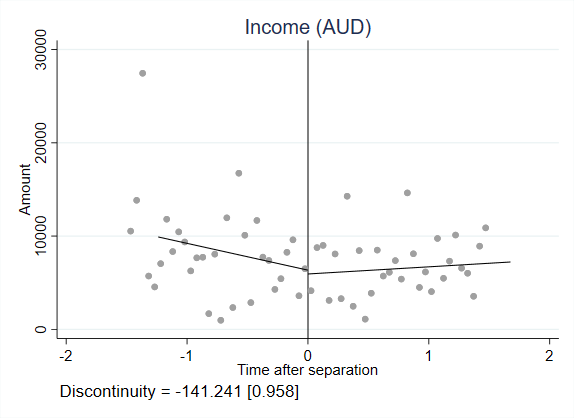 Income (AUD)
Amount
30000
20000
10000
0
-2 -1 0 1 2
Time after separation
Discontinuity = -141.241 [0.958]